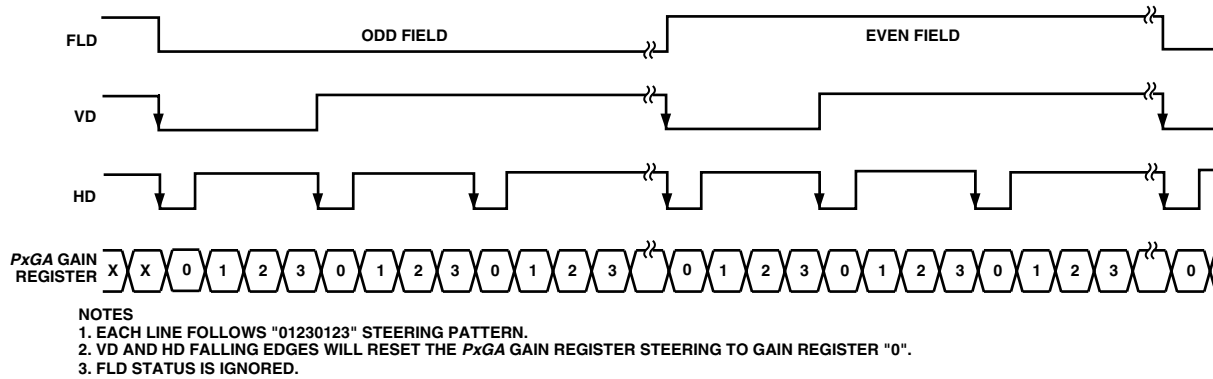 FLD
ODD FIELD
EVEN FIELD
VD
HD
PxGA GAIN
REGISTER
X X 0 1 2 3 0 1 2 3 0 1 2 3 0 1 2 3 0 1 2 3 0 1 2 3 0
NOTES
1. EACH LINE FOLLOWS "01230123" STEERING PATTERN.
2. VD AND HD FALLING EDGES WILL RESET THE PxGA GAIN REGISTER STEERING TO GAIN REGISTER "0".
3. FLD STATUS IS IGNORED.